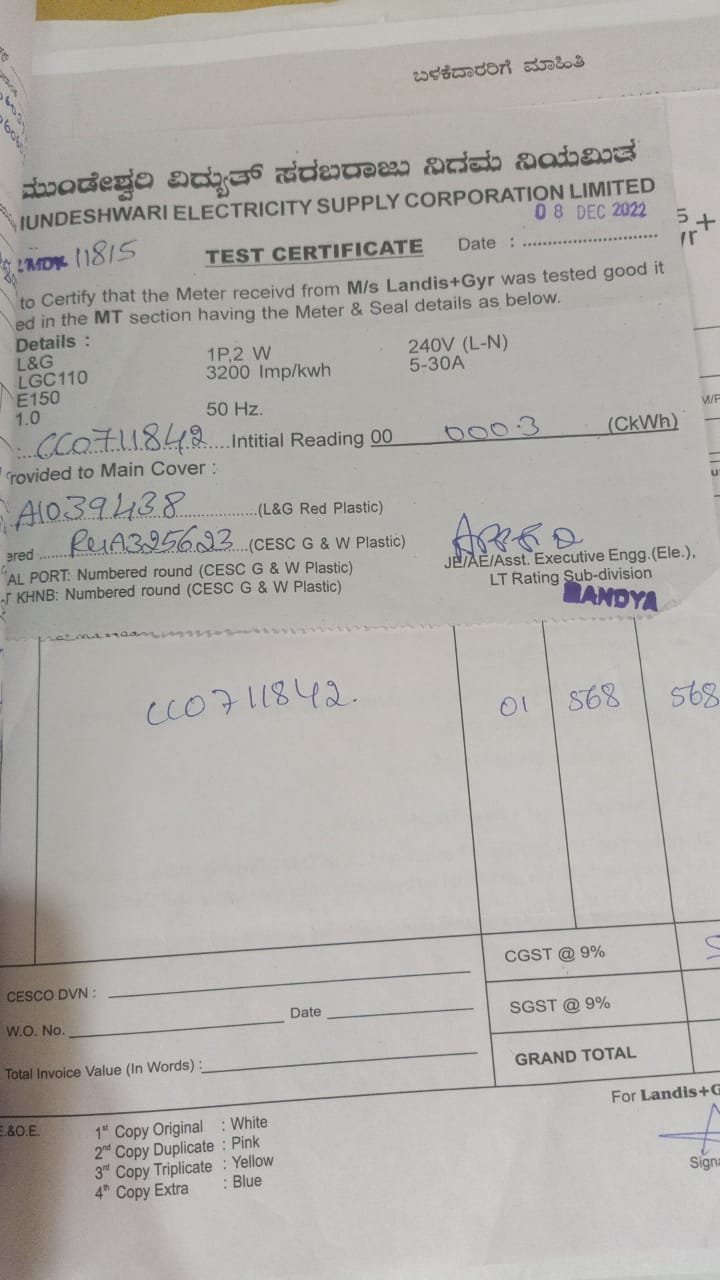 ಬಳಕೆದಾರರಿಗೆ ಮಾಹಿತಿ
ಮುಂಡೇಶ್ವರಿ ವಿದ್ಯುತ್ ಸರಬರಾಜು ನಿಗಮ ನಿಯಮಿತ
IUNDESHWARI ELECTRICITY SUPPLY CORPORATION LIMITED
11815 TEST CERTIFICATE Date : 08 DEC 2022
to Certify that the Meter receivd from M/s Landis+Gyr was tested good it
ed in the MT section having the Meter & Seal details as below.
Details :
L&G 1P,2 W 240V (L-N)
LGC110 3200 Imp/kwh 5-30A
E150
1.0 50 Hz.
CC0711842 Intitial Reading 00 000.3 (CkWh)
rovided to Main Cover :
A1039438 (L&G Red Plastic)
ered (CESC G & W Plastic)
AL PORT: Numbered round (CESC G & W Plastic)
KHNB: Numbered round (CESC G & W Plastic)
JE/AE/Asst. Executive Engg.(Ele.),
LT Rating Sub-division
MANDYA
CC0711842. 01 568 568
CGST @ 9%
CESCO DVN :
SGST @ 9%
W.O. No. Date
GRAND TOTAL
Total Invoice Value (In Words) :
For Landis+G
E.&O.E. 1st Copy Original : White
2nd Copy Duplicate : Pink
3rd Copy Triplicate : Yellow
4th Copy Extra : Blue
Signa